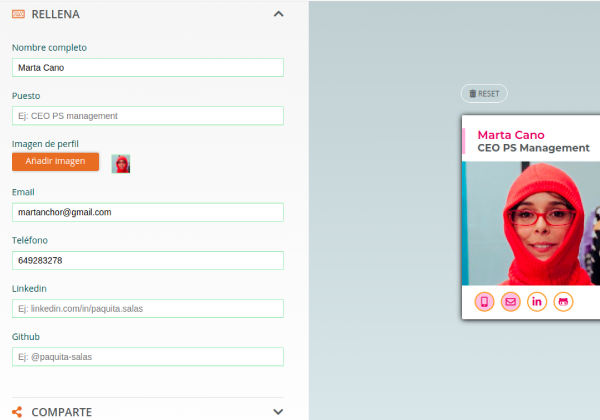 RELLENA
Nombre completo
Marta Cano
Puesto
Ej: CEO PS management
Imagen de perfil
Añadir imagen
Email
martanchor@gmail.com
Teléfono
649283278
Linkedin
Ej: linkedin.com/in/paquita.salas
Github
Ej: @paquita-salas
COMPARTE
RESET
Marta Cano
CEO PS Management
in